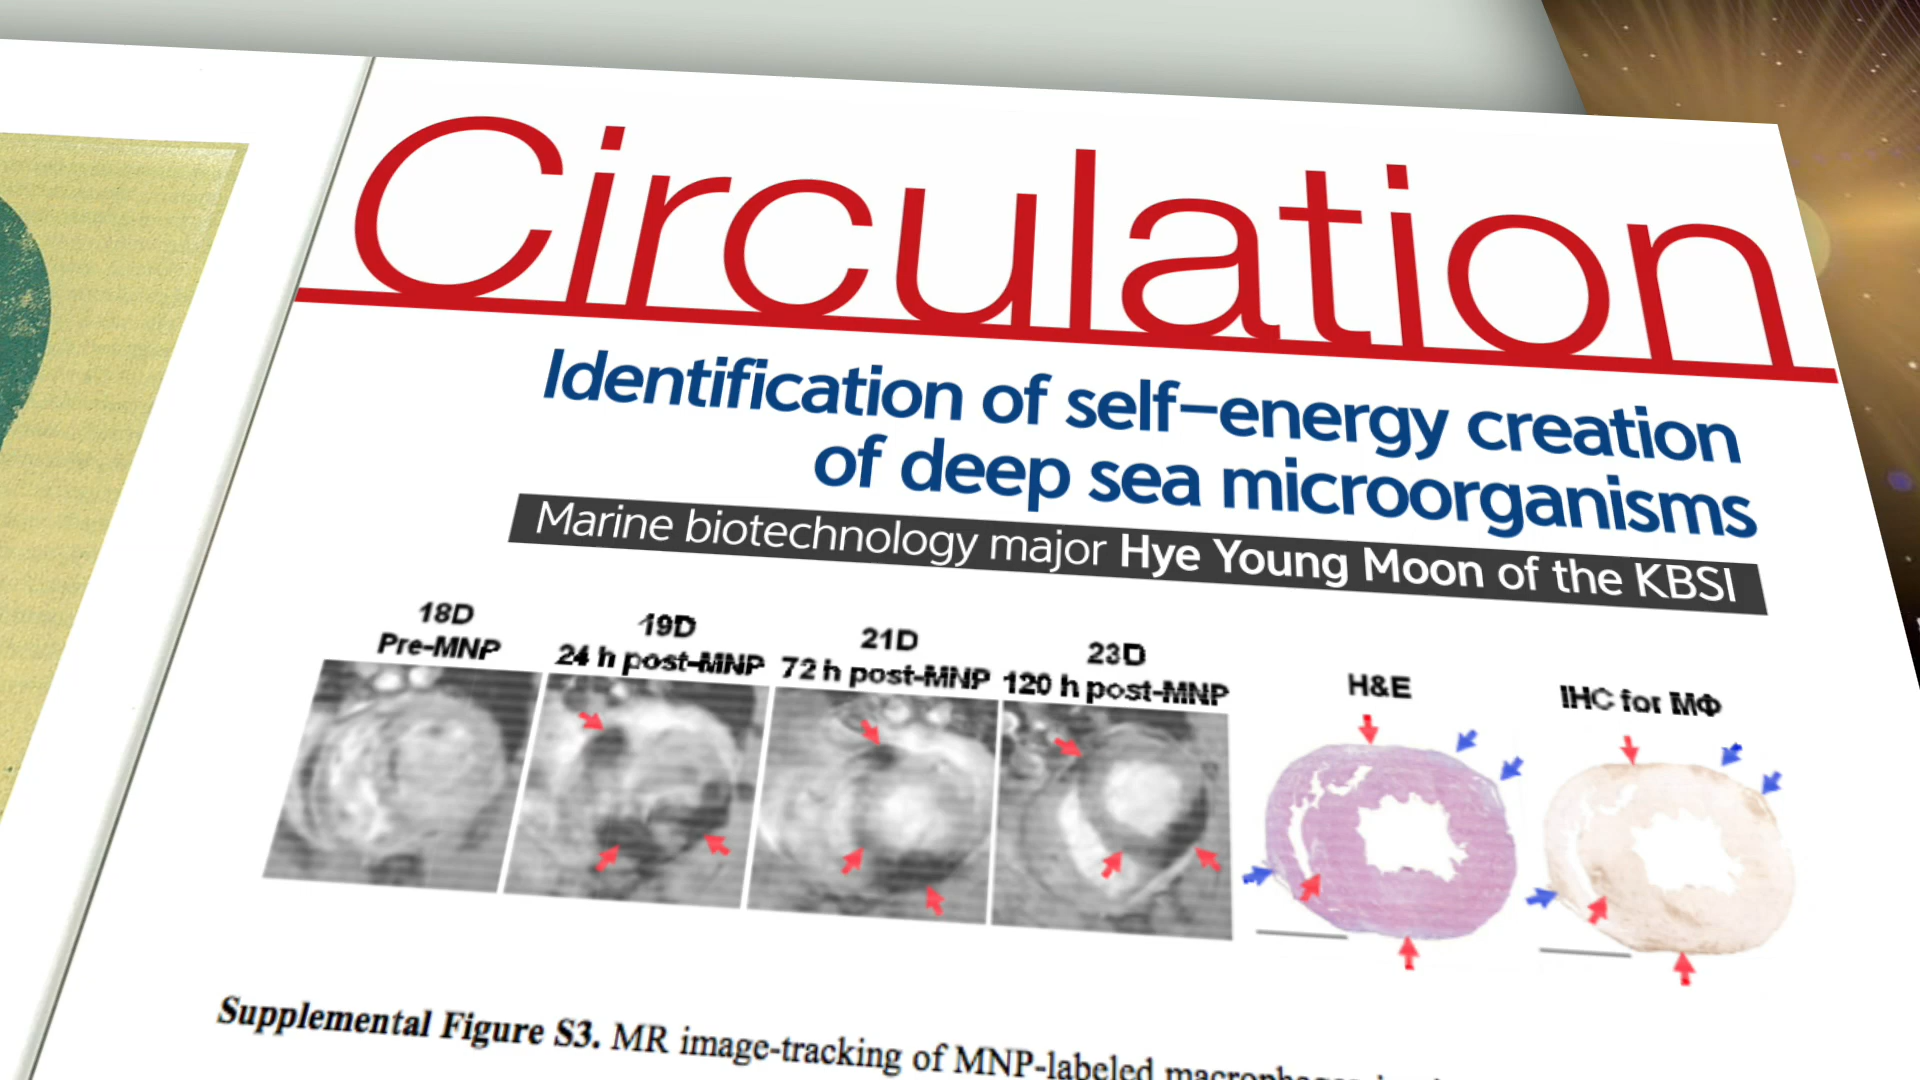 Circulation
Identification of self-energy creation
of deep sea microorganisms
Marine biotechnology major Hye Young Moon of the KBSI
18D
Pre-MNP
19D
24 h post-MNP
21D
72 h post-MNP
23D
120 h post-MNP
H&E
IHC for MΦ
Supplemental Figure S3. MR image-tracking of MNP-labeled macrophages